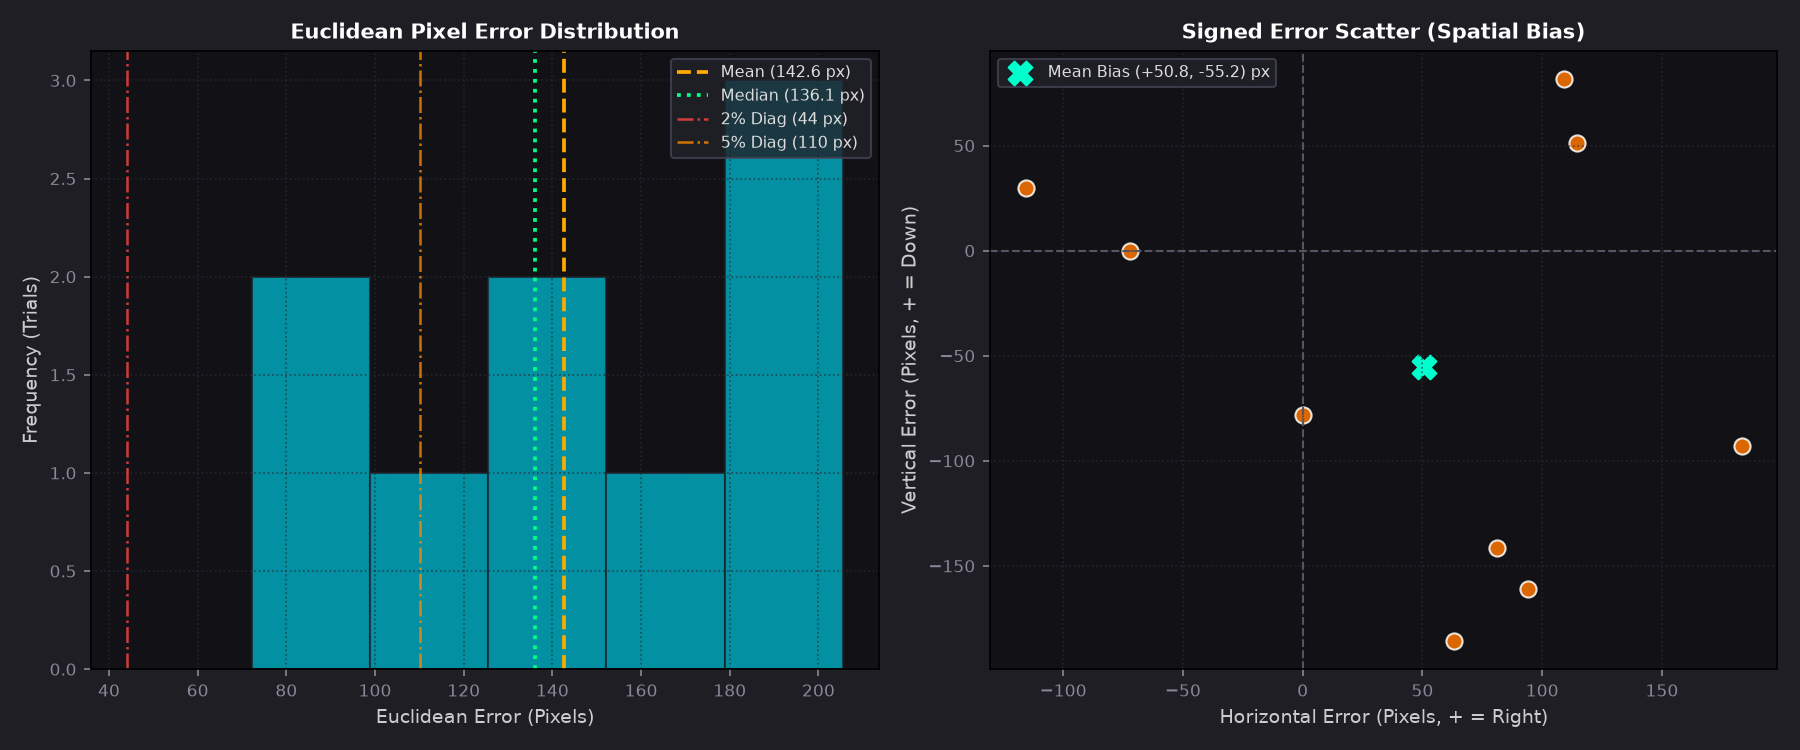 Euclidean Pixel Error Distribution
Mean (142.6 px)
Median (136.1 px)
2% Diag (44 px)
5% Diag (110 px)
Frequency (Trials)
3.0
2.5
2.0
1.5
1.0
0.5
0.0
40 60 80 100 120 140 160 180 200
Euclidean Error (Pixels)
Signed Error Scatter (Spatial Bias)
Mean Bias (+50.8, -55.2) px
Vertical Error (Pixels, + = Down)
50
0
−50
−100
−150
−100 −50 0 50 100 150
Horizontal Error (Pixels, + = Right)